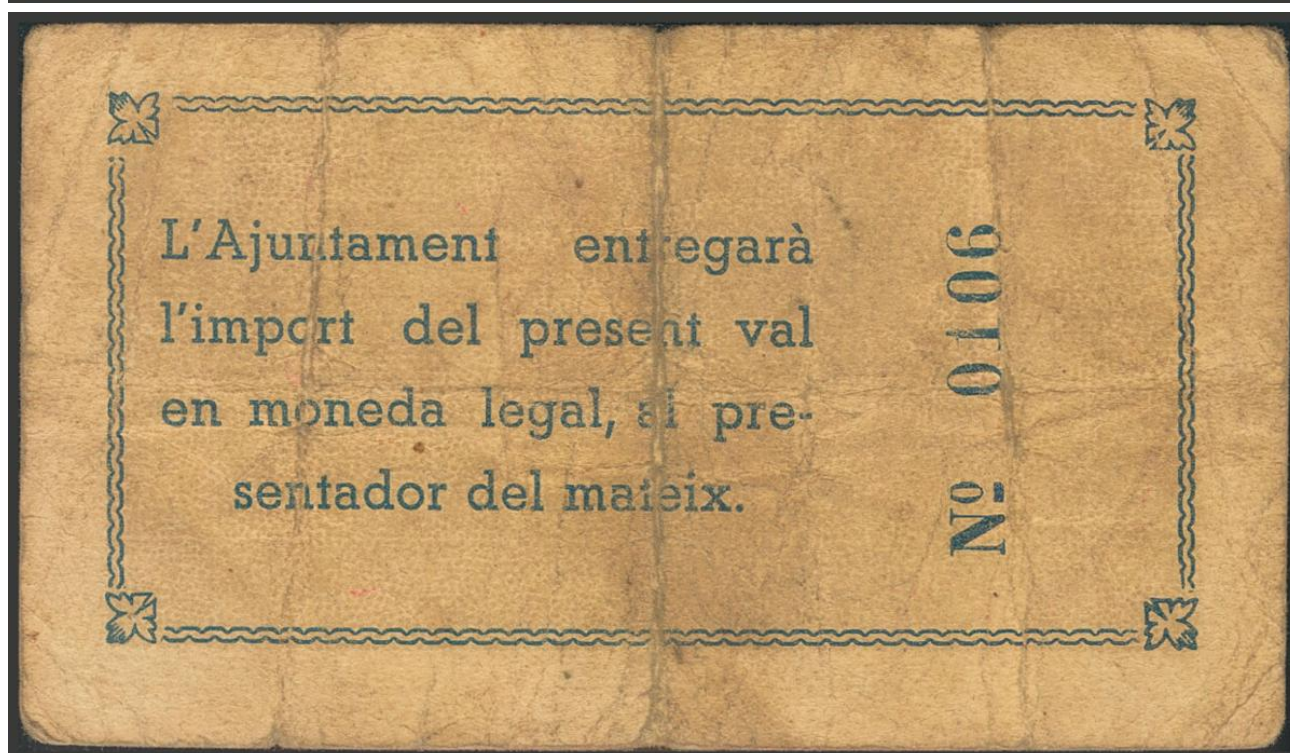 L'Ajuntament entregarà
l'import del present val
en moneda legal, al pre-
sentador del mateix.
Nº 0106